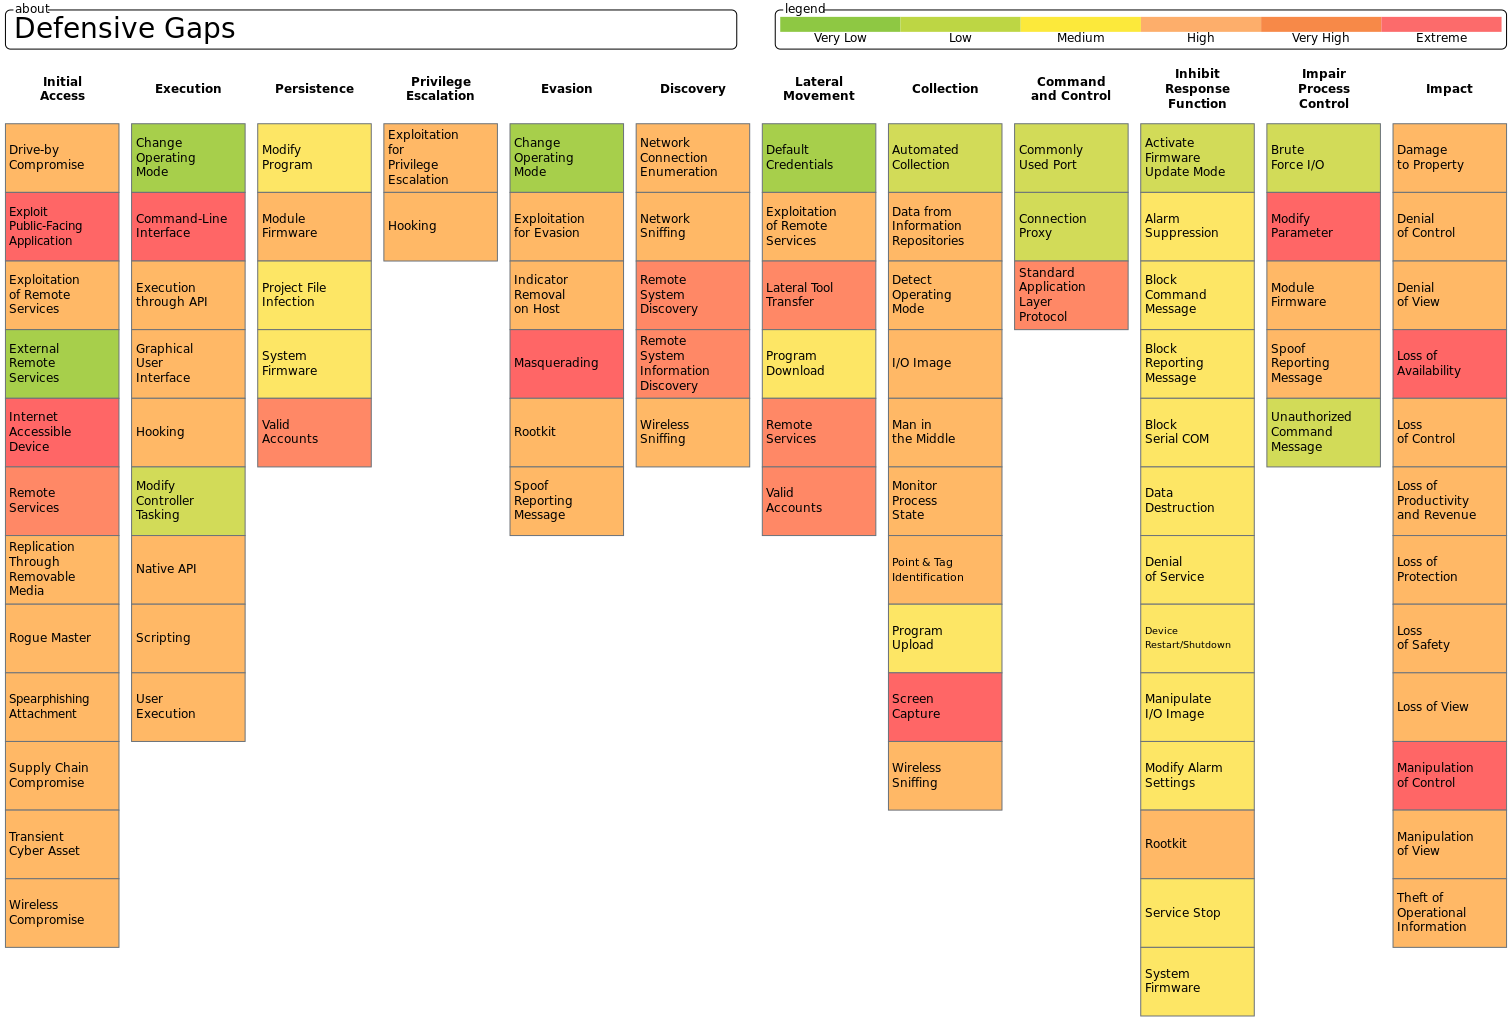 about
Defensive Gaps
legend
Very Low
Low
Medium
High
Very High
Extreme
Initial
Access
Drive-by
Compromise
Exploit
Public-Facing
Application
Exploitation
of Remote
Services
External
Remote
Services
Internet
Accessible
Device
Remote
Services
Replication
Through
Removable
Media
Rogue Master
Spearphishing
Attachment
Supply Chain
Compromise
Transient
Cyber Asset
Wireless
Compromise
Execution
Change
Operating
Mode
Command-Line
Interface
Execution
through API
Graphical
User
Interface
Hooking
Modify
Controller
Tasking
Native API
Scripting
User
Execution
Persistence
Modify
Program
Module
Firmware
Project File
Infection
System
Firmware
Valid
Accounts
Privilege
Escalation
Exploitation
for
Privilege
Escalation
Hooking
Evasion
Change
Operating
Mode
Exploitation
for Evasion
Indicator
Removal
on Host
Masquerading
Rootkit
Spoof
Reporting
Message
Discovery
Network
Connection
Enumeration
Network
Sniffing
Remote
System
Discovery
Remote
System
Information
Discovery
Wireless
Sniffing
Lateral
Movement
Default
Credentials
Exploitation
of Remote
Services
Lateral Tool
Transfer
Program
Download
Remote
Services
Valid
Accounts
Collection
Automated
Collection
Data from
Information
Repositories
Detect
Operating
Mode
I/O Image
Man in
the Middle
Monitor
Process
State
Point & Tag
Identification
Program
Upload
Screen
Capture
Wireless
Sniffing
Command
and Control
Commonly
Used Port
Connection
Proxy
Standard
Application
Layer
Protocol
Inhibit
Response
Function
Activate
Firmware
Update Mode
Alarm
Suppression
Block
Command
Message
Block
Reporting
Message
Block
Serial COM
Data
Destruction
Denial
of Service
Device
Restart/Shutdown
Manipulate
I/O Image
Modify Alarm
Settings
Rootkit
Service Stop
System
Firmware
Impair
Process
Control
Brute
Force I/O
Modify
Parameter
Module
Firmware
Spoof
Reporting
Message
Unauthorized
Command
Message
Impact
Damage
to Property
Denial
of Control
Denial
of View
Loss of
Availability
Loss
of Control
Loss of
Productivity
and Revenue
Loss of
Protection
Loss
of Safety
Loss of View
Manipulation
of Control
Manipulation
of View
Theft of
Operational
Information